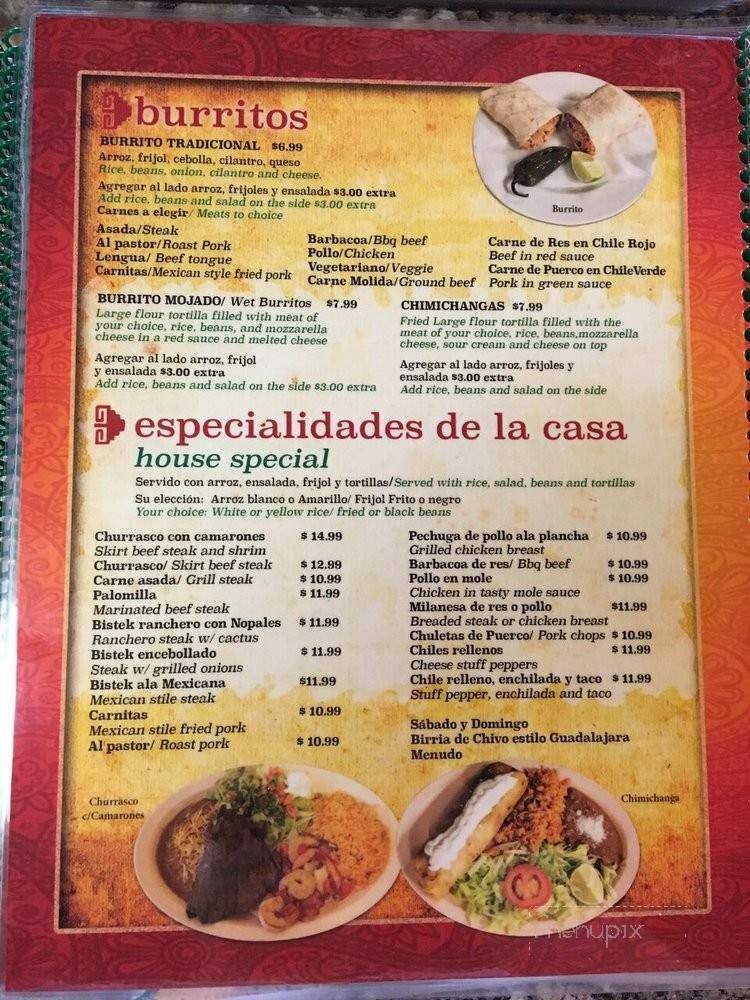 burritos
BURRITO TRADICIONAL $6.99
Arroz, frijol, cebolla, cilantro, queso
Rice, beans, onion, cilantro and cheese.
Agregar al lado arroz, frijoles y ensalada $3.00 extra
Add rice, beans and salad on the side $3.00 extra
Carnes a elegir/ Meats to choice
Burrito
Asada/Steak
Al pastor/Roast Pork
Lengua/ Beef tongue
Carnitas/Mexican style fried pork
Barbacoa/Bbq beef
Pollo/Chicken
Vegetariano/Veggie
Carne Molida/Ground beef
Carne de Res en Chile Rojo
Beef in red sauce
Carne de Puerco en ChileVerde
Pork in green sauce
BURRITO MOJADO/ Wet Burritos $7.99
Large flour tortilla filled with meat of
your choice, rice, beans, and mozzarella
cheese in a red sauce and melted cheese
Agregar al lado arroz, frijol
y ensalada $3.00 extra
Add rice, beans and salad on the side $3.00 extra
CHIMICHANGAS $7.99
Fried Large flour tortilla filled with the
meat of your choice, rice, beans,mozzarella
cheese, sour cream and cheese on top
Agregar al lado arroz, frijoles y
ensalada $3.00 extra
Add rice, beans and salad on the side
especialidades de la casa
house special
Servido con arroz, ensalada, frijol y tortillas/Served with rice, salad, beans and tortillas
Su elección: Arroz blanco o Amarillo/ Frijol Frito o negro
Your choice: White or yellow rice/ fried or black beans
Churrasco con camarones $ 14.99
Skirt beef steak and shrim
Churrasco/ Skirt beef steak $ 12.99
Carne asada/ Grill steak $ 10.99
Palomilla $ 11.99
Marinated beef steak
Bistek ranchero con Nopales $ 11.99
Ranchero steak w/ cactus
Bistek encebollado $ 11.99
Steak w/ grilled onions
Bistek ala Mexicana $11.99
Mexican stile steak
Carnitas $ 10.99
Mexican stile fried pork
Al pastor/ Roast pork $ 10.99
Pechuga de pollo ala plancha $ 10.99
Grilled chicken breast
Barbacoa de res/ Bbq beef $ 10.99
Pollo en mole $ 10.99
Chicken in tasty mole sauce
Milanesa de res o pollo $11.99
Breaded steak or chicken breast
Chuletas de Puerco/ Pork chops $ 10.99
Chiles rellenos $ 11.99
Cheese stuff peppers
Chile relleno, enchilada y taco $ 11.99
Stuff pepper, enchilada and taco
Sábado y Domingo
Birria de Chivo estilo Guadalajara
Menudo
Churrasco
c/Camarones
Chimichanga
menupix